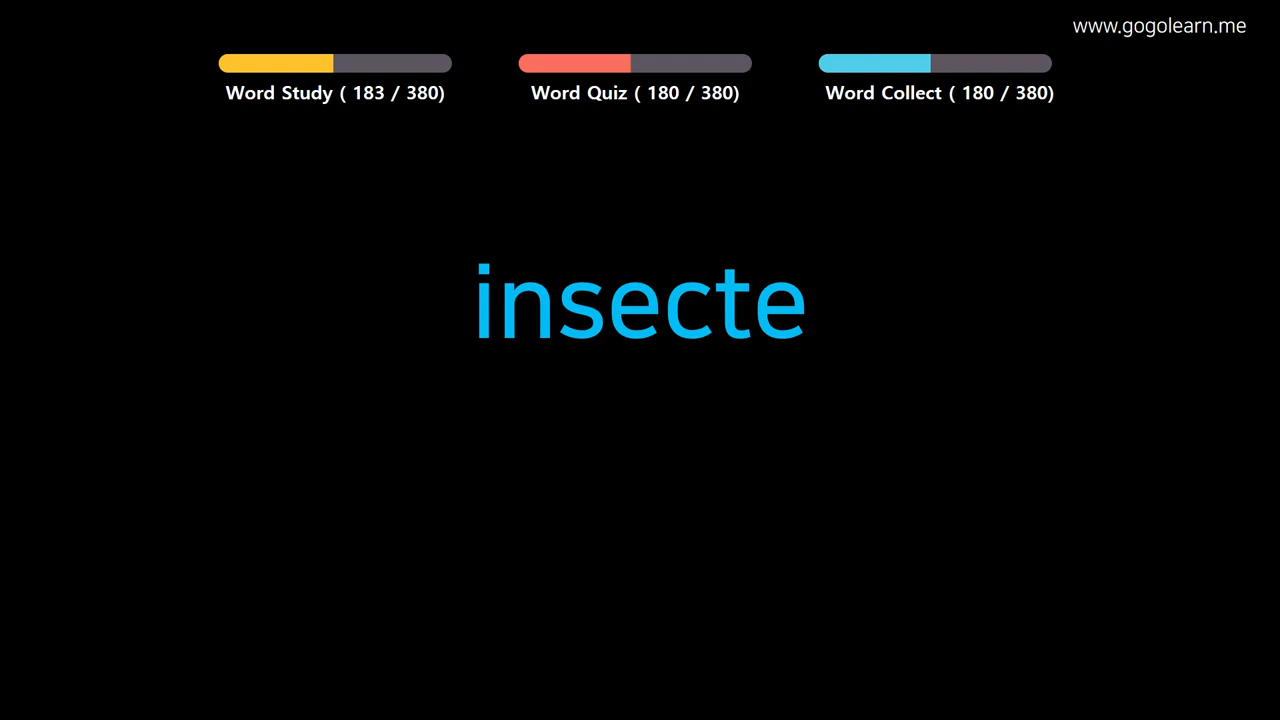 www.gogolearn.me
Word Study ( 183 / 380)
Word Quiz ( 180 / 380)
Word Collect ( 180 / 380)
insecte